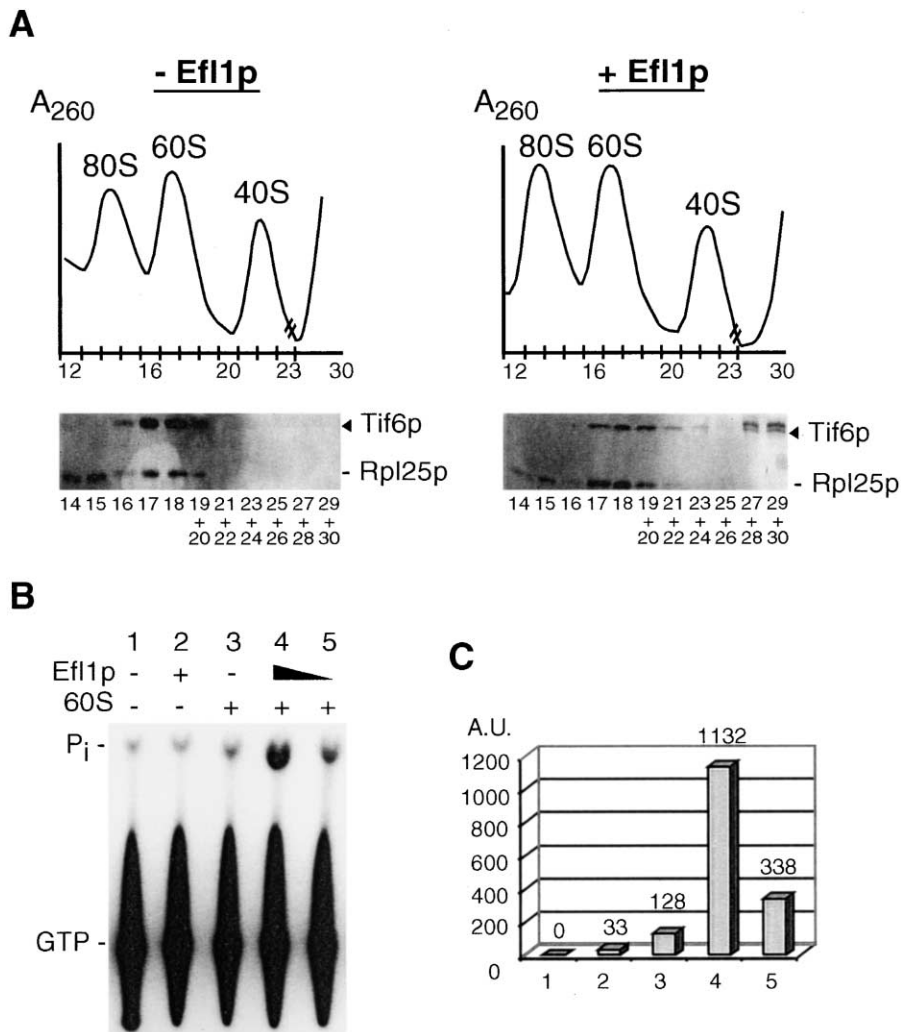 A
- Efl1p
+ Efl1p
A260
80S
60S
40S
12 16 20 23 30
Tif6p
Rpl25p
14 15 16 17 18 19 21 23 25 27 29
+ + + + + +
20 22 24 26 28 30
A260
80S
60S
40S
12 16 20 23 30
Tif6p
- Rpl25p
14 15 16 17 18 19 21 23 25 27 29
+ + + + + +
20 22 24 26 28 30
B
1 2 3 4 5
Efl1p - + -
60S - - + + +
Pi -
GTP -
C
A.U.
1200
1000
800
600
400
200
0
0
33
128
1132
338
1 2 3 4 5